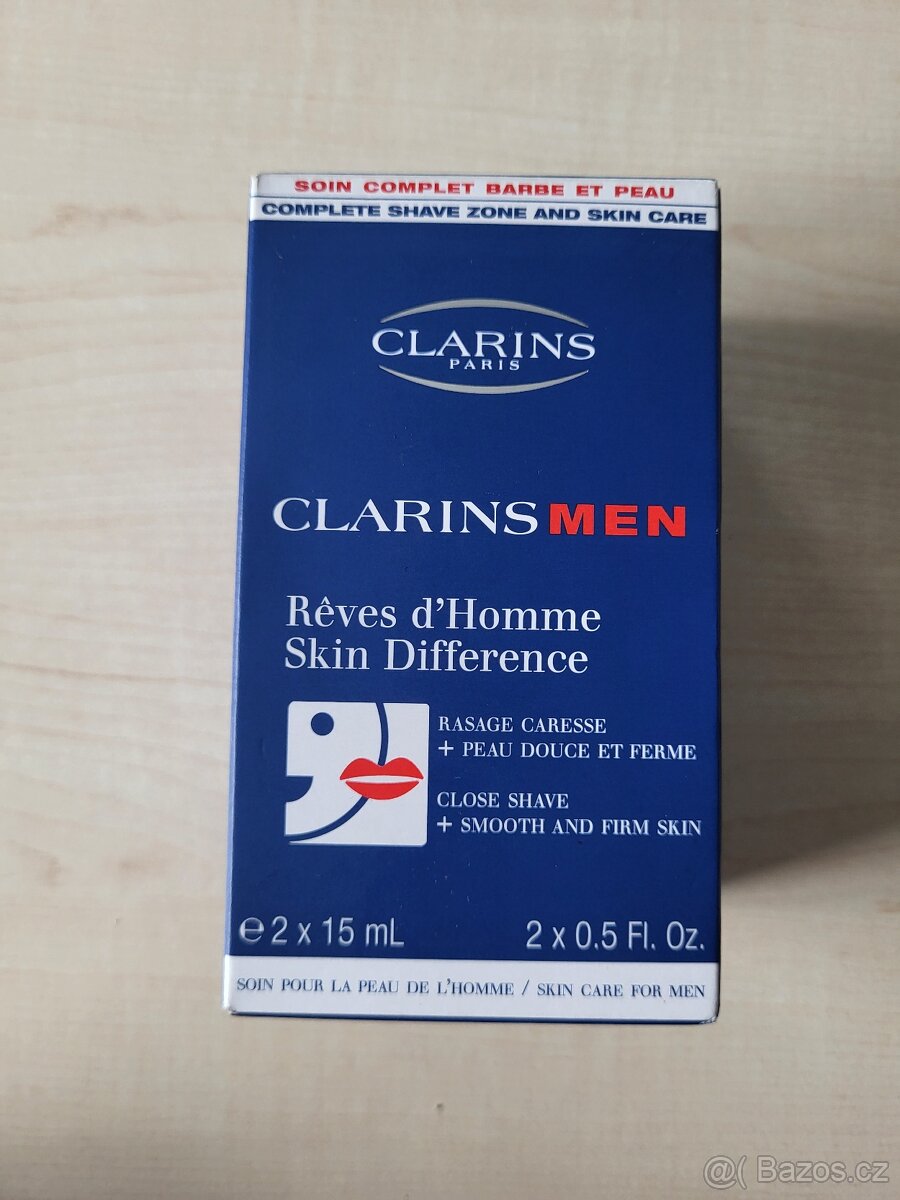 SOIN COMPLET BARBE ET PEAU
COMPLETE SHAVE ZONE AND SKIN CARE
CLARINS
PARIS
CLARINS MEN
Rêves d'Homme
Skin Difference
RASAGE CARESSE
+ PEAU DOUCE ET FERME
CLOSE SHAVE
+ SMOOTH AND FIRM SKIN
℮ 2 x 15 mL 2 x 0.5 Fl. Oz.
SOIN POUR LA PEAU DE L'HOMME / SKIN CARE FOR MEN
@( Bazos.cz